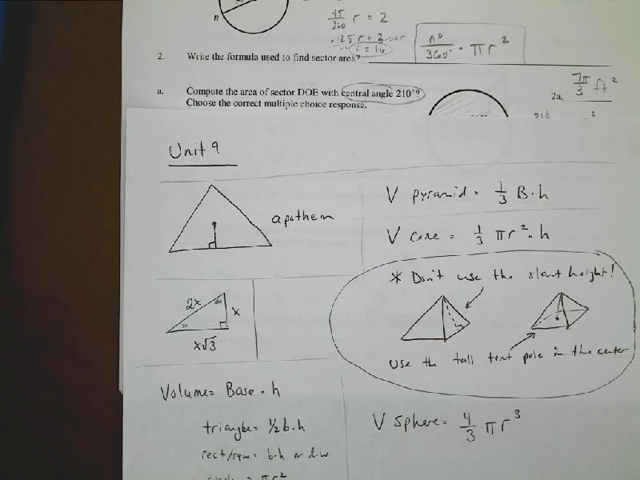 B
45/360 r = 2
.125 r = 2
r = 16
2. Write the formula used to find sector area?
n°/360° · πr²
a. Compute the area of sector DOE with central angle 210°?
Choose the correct multiple choice response.
2a. 7π/3 ft²
Unit 9
apothem
V pyramid = 1/3 B·h
V cone = 1/3 πr²·h
* Don't use the slant height!
Use the tall tent pole in the center
2x
x
x√3
Volume = Base · h
triangle = 1/2 b·h
rect/squ = b·h or l·w
= πr²
V sphere = 4/3 πr³